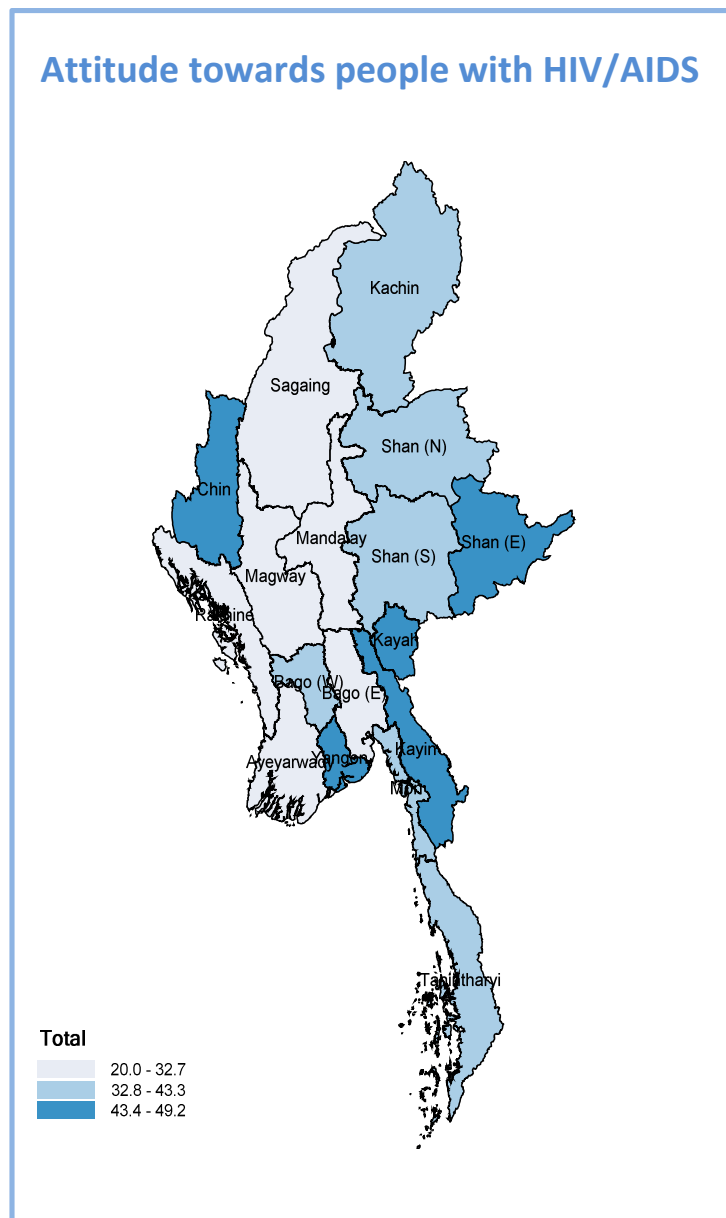 Attitude towards people with HIV/AIDS
Kachin
Sagaing
Shan (N)
Chin
Mandalay
Shan (E)
Shan (S)
Magway
Rakhine
Kayah
Bago (W)
Bago (E)
Kayin
Yangon
Ayeyarwady
Mon
Tanintharyi
Total
20.0 - 32.7
32.8 - 43.3
43.4 - 49.2